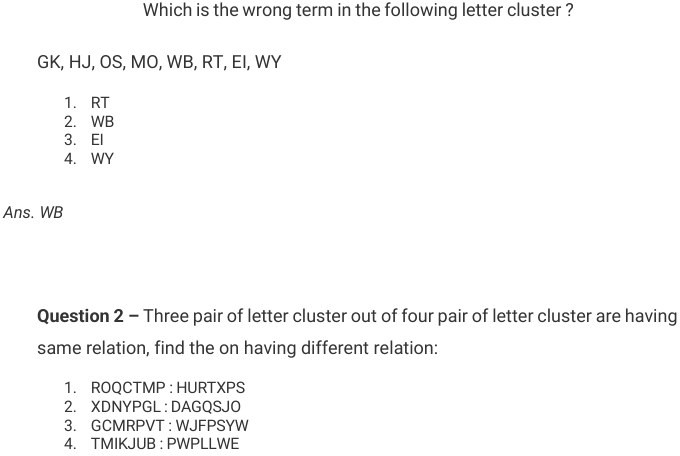 Which is the wrong term in the following letter cluster ?
GK, HJ, OS, MO, WB, RT, EI, WY
1. RT
2. WB
3. EI
4. WY
Ans. WB
Question 2 – Three pair of letter cluster out of four pair of letter cluster are having
same relation, find the on having different relation:
1. ROQCTMP : HURTXPS
2. XDNYPGL : DAGQSJO
3. GCMRPVT : WJFPSYW
4. TMIKJUB : PWPLLWE